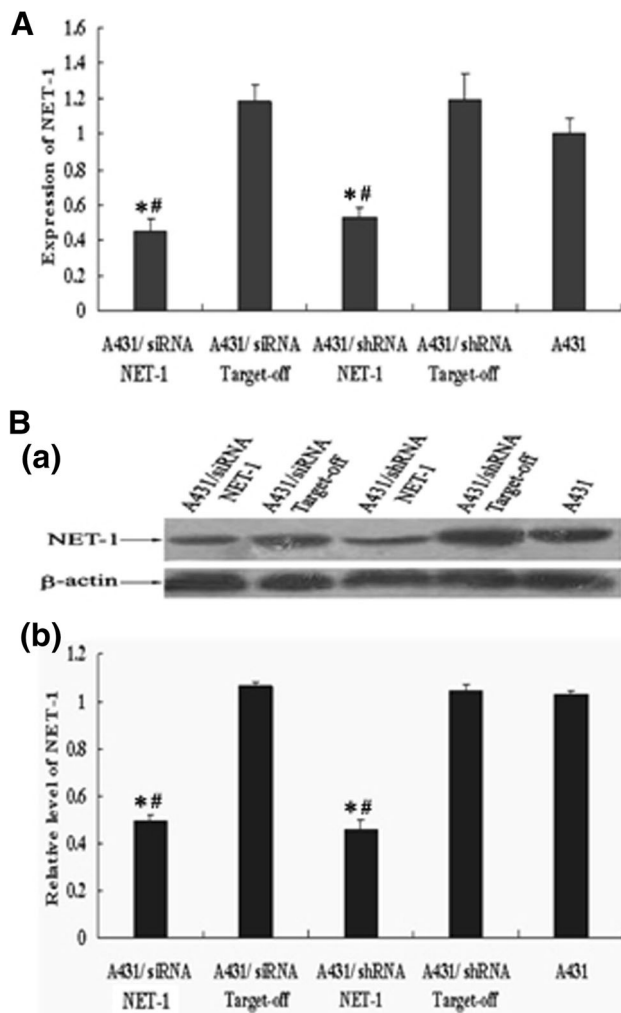 A
Expression of NET-1
1.6
1.4
1.2
1
0.8
0.6
0.4
0.2
0
*#
*#
A431/siRNA NET-1
A431/siRNA Target-off
A431/shRNA NET-1
A431/shRNA Target-off
A431
B
(a)
A431/siRNA NET-1
A431/siRNA Target-off
A431/shRNA NET-1
A431/shRNA Target-off
A431
NET-1
β-actin
(b)
Relative level of NET-1
1.2
1
0.8
0.6
0.4
0.2
0
*#
*#
A431/siRNA NET-1
A431/siRNA Target-off
A431/shRNA NET-1
A431/shRNA Target-off
A431